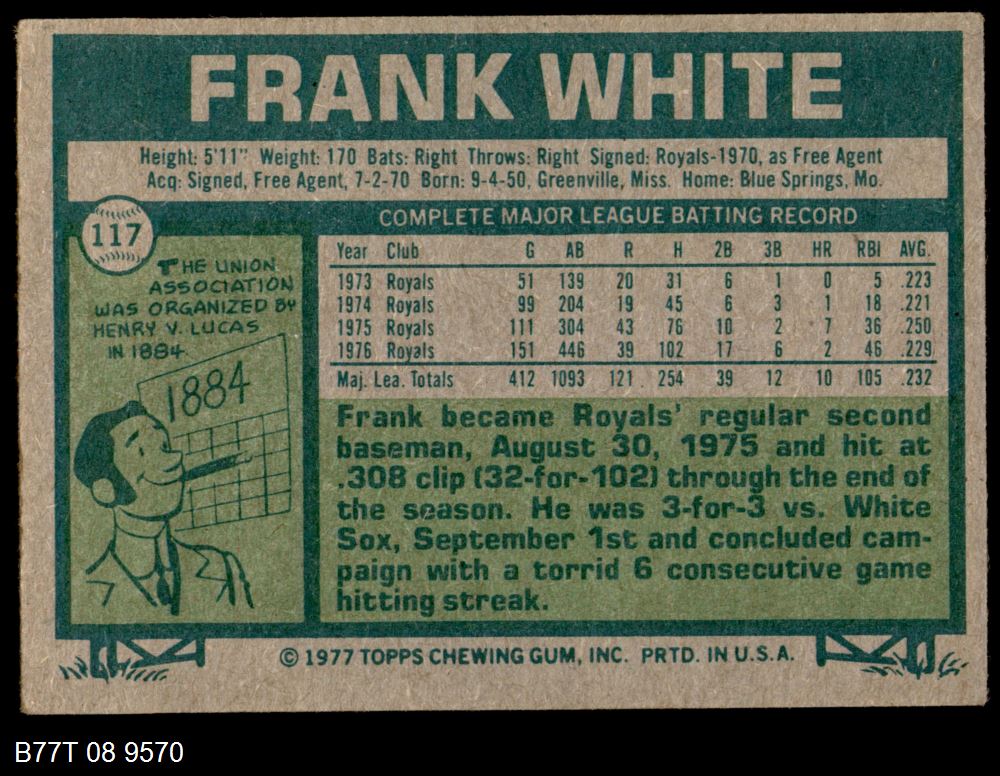 FRANK WHITE
Height: 5'11" Weight: 170 Bats: Right Throws: Right Signed: Royals-1970, as Free Agent
Acq: Signed, Free Agent, 7-2-70 Born: 9-4-50, Greenville, Miss. Home: Blue Springs, Mo.
117
THE UNION
ASSOCIATION
WAS ORGANIZED BY
HENRY V. LUCAS
IN 1884.
1884
COMPLETE MAJOR LEAGUE BATTING RECORD
Year Club G AB R H 2B 3B HR RBI AVG.
1973 Royals 51 139 20 31 6 1 0 5 .223
1974 Royals 99 204 19 45 6 3 1 18 .221
1975 Royals 111 304 43 76 10 2 7 36 .250
1976 Royals 151 446 39 102 17 6 2 46 .229
Maj. Lea. Totals 412 1093 121 254 39 12 10 105 .232
Frank became Royals' regular second
baseman, August 30, 1975 and hit at
.308 clip (32-for-102) through the end of
the season. He was 3-for-3 vs. White
Sox, September 1st and concluded cam-
paign with a torrid 6 consecutive game
hitting streak.
© 1977 TOPPS CHEWING GUM, INC. PRTD. IN U.S.A.
B77T 08 9570